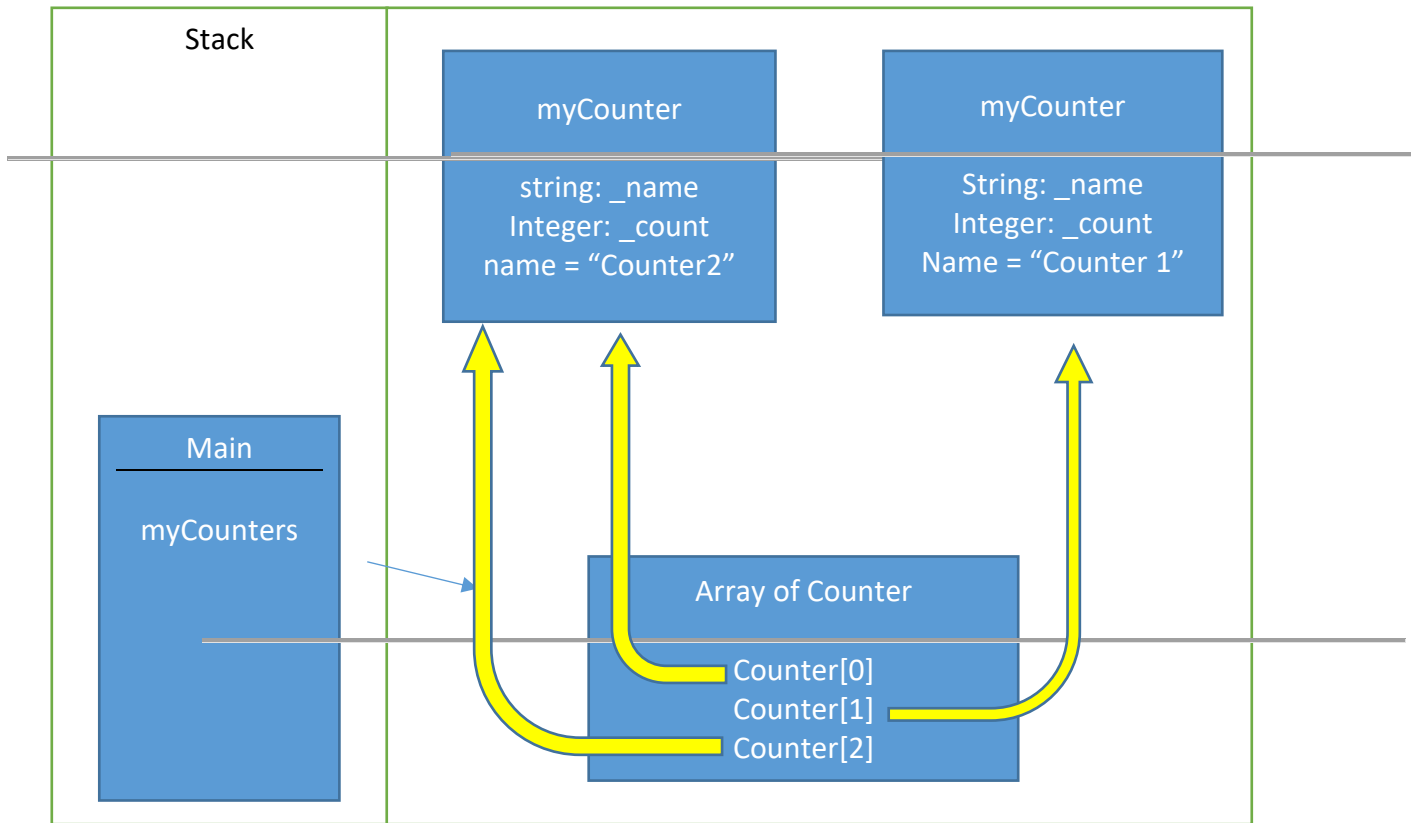 Stack
myCounter
string: _name
Integer: _count
name = “Counter2”
myCounter
String: _name
Integer: _count
Name = “Counter 1”
Main
myCounters
Array of Counter
Counter[0]
Counter[1]
Counter[2]